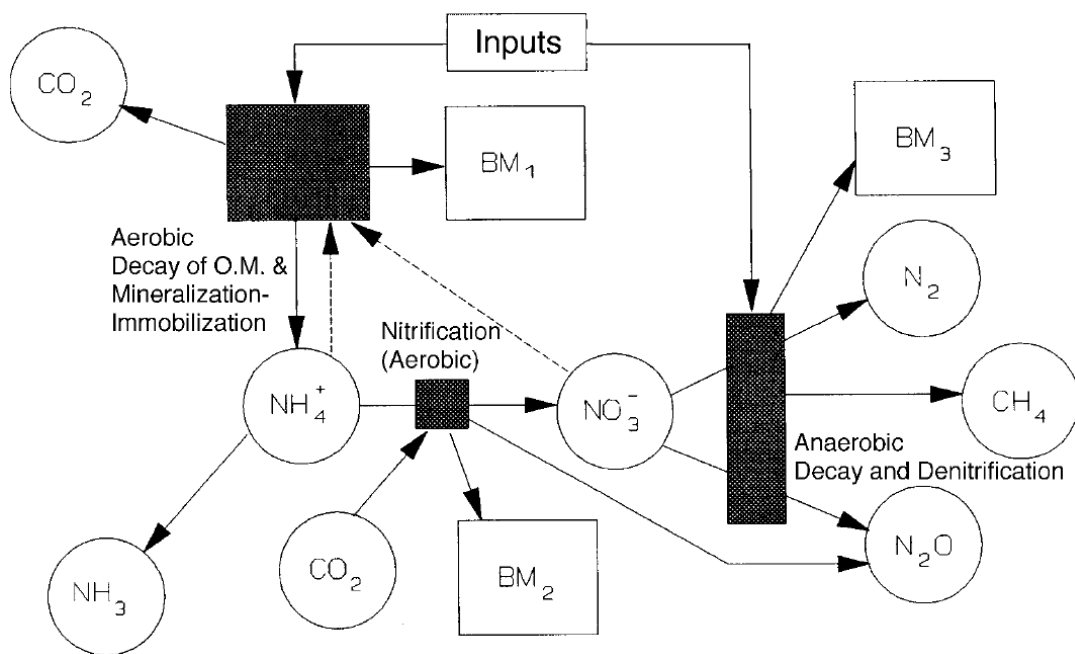 Inputs
CO₂
BM₁
BM₃
Aerobic
Decay of O.M. &
Mineralization-
Immobilization
N₂
Nitrification
(Aerobic)
NH₄⁺
NO₃⁻
CH₄
Anaerobic
Decay and Denitrification
NH₃
CO₂
BM₂
N₂O